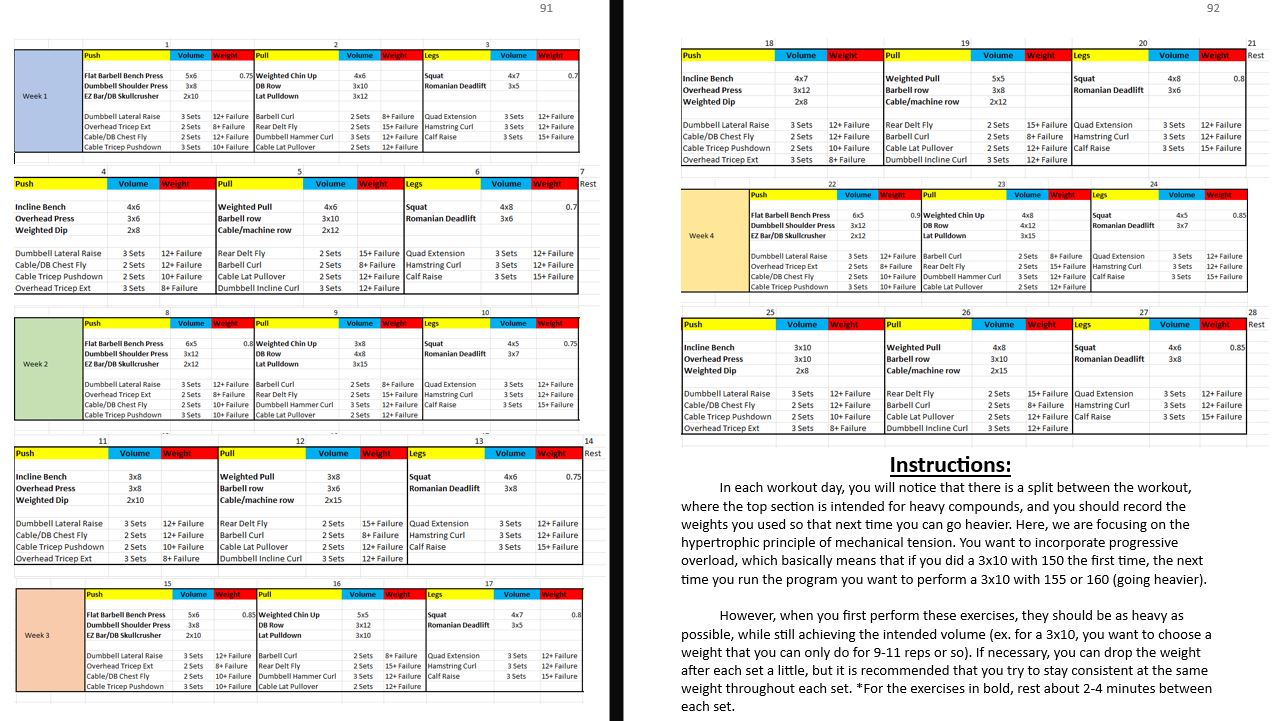 91
1 2 3
Push Volume Weight Pull Volume Weight Legs Volume Weight
Week 1
Flat Barbell Bench Press 5x6 0.75 Weighted Chin Up 4x6 Squat 4x7 0.7
Dumbbell Shoulder Press 3x8 DB Row 3x10 Romanian Deadlift 3x5
EZ Bar/DB Skullcrusher 2x10 Lat Pulldown 3x12
Dumbbell Lateral Raise 3 Sets 12+ Failure Barbell Curl 2 Sets 8+ Failure Quad Extension 3 Sets 12+ Failure
Overhead Tricep Ext 2 Sets 8+ Failure Rear Delt Fly 2 Sets 15+ Failure Hamstring Curl 3 Sets 12+ Failure
Cable/DB Chest Fly 2 Sets 12+ Failure Dumbbell Hammer Curl 2 Sets 12+ Failure Calf Raise 3 Sets 15+ Failure
Cable Tricep Pushdown 3 Sets 10+ Failure Cable Lat Pullover 2 Sets 12+ Failure
4 5 6 7
Push Volume Weight Pull Volume Weight Legs Volume Weight Rest
Incline Bench 4x6 Weighted Pull 4x6 Squat 4x8 0.7
Overhead Press 3x6 Barbell row 3x10 Romanian Deadlift 3x6
Weighted Dip 2x8 Cable/machine row 2x12
Dumbbell Lateral Raise 3 Sets 12+ Failure Rear Delt Fly 2 Sets 15+ Failure Quad Extension 3 Sets 12+ Failure
Cable/DB Chest Fly 2 Sets 12+ Failure Barbell Curl 2 Sets 8+ Failure Hamstring Curl 3 Sets 12+ Failure
Cable Tricep Pushdown 2 Sets 10+ Failure Cable Lat Pullover 2 Sets 12+ Failure Calf Raise 3 Sets 15+ Failure
Overhead Tricep Ext 3 Sets 8+ Failure Dumbbell Incline Curl 2 Sets 12+ Failure
8 9 10
Push Volume Weight Pull Volume Weight Legs Volume Weight
Week 2
Flat Barbell Bench Press 6x5 0.8 Weighted Chin Up 3x8 Squat 4x5 0.75
Dumbbell Shoulder Press 3x12 DB Row 4x8 Romanian Deadlift 3x7
EZ Bar/DB Skullcrusher 2x12 Lat Pulldown 3x15
Dumbbell Lateral Raise 3 Sets 12+ Failure Barbell Curl 2 Sets 8+ Failure Quad Extension 3 Sets 12+ Failure
Overhead Tricep Ext 2 Sets 8+ Failure Rear Delt Fly 2 Sets 15+ Failure Hamstring Curl 3 Sets 12+ Failure
Cable/DB Chest Fly 2 Sets 10+ Failure Dumbbell Hammer Curl 2 Sets 12+ Failure Calf Raise 3 Sets 15+ Failure
Cable Tricep Pushdown 3 Sets 10+ Failure Cable Lat Pullover 2 Sets 12+ Failure
11 12 13 14
Push Volume Weight Pull Volume Weight Legs Volume Weight Rest
Incline Bench 3x8 Weighted Pull 3x8 Squat 4x6 0.75
Overhead Press 3x8 Barbell row 3x6 Romanian Deadlift 3x8
Weighted Dip 2x10 Cable/machine row 2x15
Dumbbell Lateral Raise 3 Sets 12+ Failure Rear Delt Fly 2 Sets 15+ Failure Quad Extension 3 Sets 12+ Failure
Cable/DB Chest Fly 2 Sets 12+ Failure Barbell Curl 2 Sets 8+ Failure Hamstring Curl 3 Sets 12+ Failure
Cable Tricep Pushdown 2 Sets 10+ Failure Cable Lat Pullover 2 Sets 12+ Failure Calf Raise 3 Sets 15+ Failure
Overhead Tricep Ext 3 Sets 8+ Failure Dumbbell Incline Curl 2 Sets 12+ Failure
15 16 17
Push Volume Weight Pull Volume Weight Legs Volume Weight
Week 3
Flat Barbell Bench Press 5x6 0.85 Weighted Chin Up 5x5 Squat 4x7 0.8
Dumbbell Shoulder Press 3x8 DB Row 3x12 Romanian Deadlift 3x5
EZ Bar/DB Skullcrusher 2x10 Lat Pulldown 3x10
Dumbbell Lateral Raise 3 Sets 12+ Failure Barbell Curl 2 Sets 8+ Failure Quad Extension 3 Sets 12+ Failure
Overhead Tricep Ext 2 Sets 8+ Failure Rear Delt Fly 2 Sets 15+ Failure Hamstring Curl 3 Sets 12+ Failure
Cable/DB Chest Fly 2 Sets 10+ Failure Dumbbell Hammer Curl 2 Sets 12+ Failure Calf Raise 3 Sets 15+ Failure
Cable Tricep Pushdown 3 Sets 10+ Failure Cable Lat Pullover 2 Sets 12+ Failure
92
18 19 20 21
Push Volume Weight Pull Volume Weight Legs Volume Weight Rest
Incline Bench 4x7 Weighted Pull 5x5 Squat 4x8 0.8
Overhead Press 3x12 Barbell row 3x8 Romanian Deadlift 3x6
Weighted Dip 2x8 Cable/machine row 2x12
Dumbbell Lateral Raise 3 Sets 12+ Failure Rear Delt Fly 2 Sets 15+ Failure Quad Extension 3 Sets 12+ Failure
Cable/DB Chest Fly 2 Sets 12+ Failure Barbell Curl 2 Sets 8+ Failure Hamstring Curl 3 Sets 12+ Failure
Cable Tricep Pushdown 2 Sets 10+ Failure Cable Lat Pullover 2 Sets 12+ Failure Calf Raise 3 Sets 15+ Failure
Overhead Tricep Ext 3 Sets 8+ Failure Dumbbell Incline Curl 2 Sets 12+ Failure
22 23 24
Push Volume Weight Pull Volume Weight Legs Volume Weight
Week 4
Flat Barbell Bench Press 6x5 0.9 Weighted Chin Up 4x8 Squat 4x5 0.85
Dumbbell Shoulder Press 3x12 DB Row 4x12 Romanian Deadlift 3x7
EZ Bar/DB Skullcrusher 2x12 Lat Pulldown 3x15
Dumbbell Lateral Raise 3 Sets 12+ Failure Barbell Curl 2 Sets 8+ Failure Quad Extension 3 Sets 12+ Failure
Overhead Tricep Ext 2 Sets 8+ Failure Rear Delt Fly 2 Sets 15+ Failure Hamstring Curl 3 Sets 12+ Failure
Cable/DB Chest Fly 2 Sets 10+ Failure Dumbbell Hammer Curl 2 Sets 12+ Failure Calf Raise 3 Sets 15+ Failure
Cable Tricep Pushdown 3 Sets 10+ Failure Cable Lat Pullover 2 Sets 12+ Failure
25 26 27 28
Push Volume Weight Pull Volume Weight Legs Volume Weight Rest
Incline Bench 3x10 Weighted Pull 4x8 Squat 4x6 0.85
Overhead Press 3x10 Barbell row 3x10 Romanian Deadlift 3x8
Weighted Dip 2x8 Cable/machine row 2x15
Dumbbell Lateral Raise 3 Sets 12+ Failure Rear Delt Fly 2 Sets 15+ Failure Quad Extension 3 Sets 12+ Failure
Cable/DB Chest Fly 2 Sets 12+ Failure Barbell Curl 2 Sets 8+ Failure Hamstring Curl 3 Sets 12+ Failure
Cable Tricep Pushdown 2 Sets 10+ Failure Cable Lat Pullover 2 Sets 12+ Failure Calf Raise 3 Sets 15+ Failure
Overhead Tricep Ext 3 Sets 8+ Failure Dumbbell Incline Curl 2 Sets 12+ Failure
Instructions:
In each workout day, you will notice that there is a split between the workout,
where the top section is intended for heavy compounds, and you should record the
weights you used so that next time you can go heavier. Here, we are focusing on the
hypertrophic principle of mechanical tension. You want to incorporate progressive
overload, which basically means that if you did a 3x10 with 150 the first time, the next
time you run the program you want to perform a 3x10 with 155 or 160 (going heavier).
However, when you first perform these exercises, they should be as heavy as
possible, while still achieving the intended volume (ex. for a 3x10, you want to choose a
weight that you can only do for 9-11 reps or so). If necessary, you can drop the weight
after each set a little, but it is recommended that you try to stay consistent at the same
weight throughout each set. *For the exercises in bold, rest about 2-4 minutes between
each set.